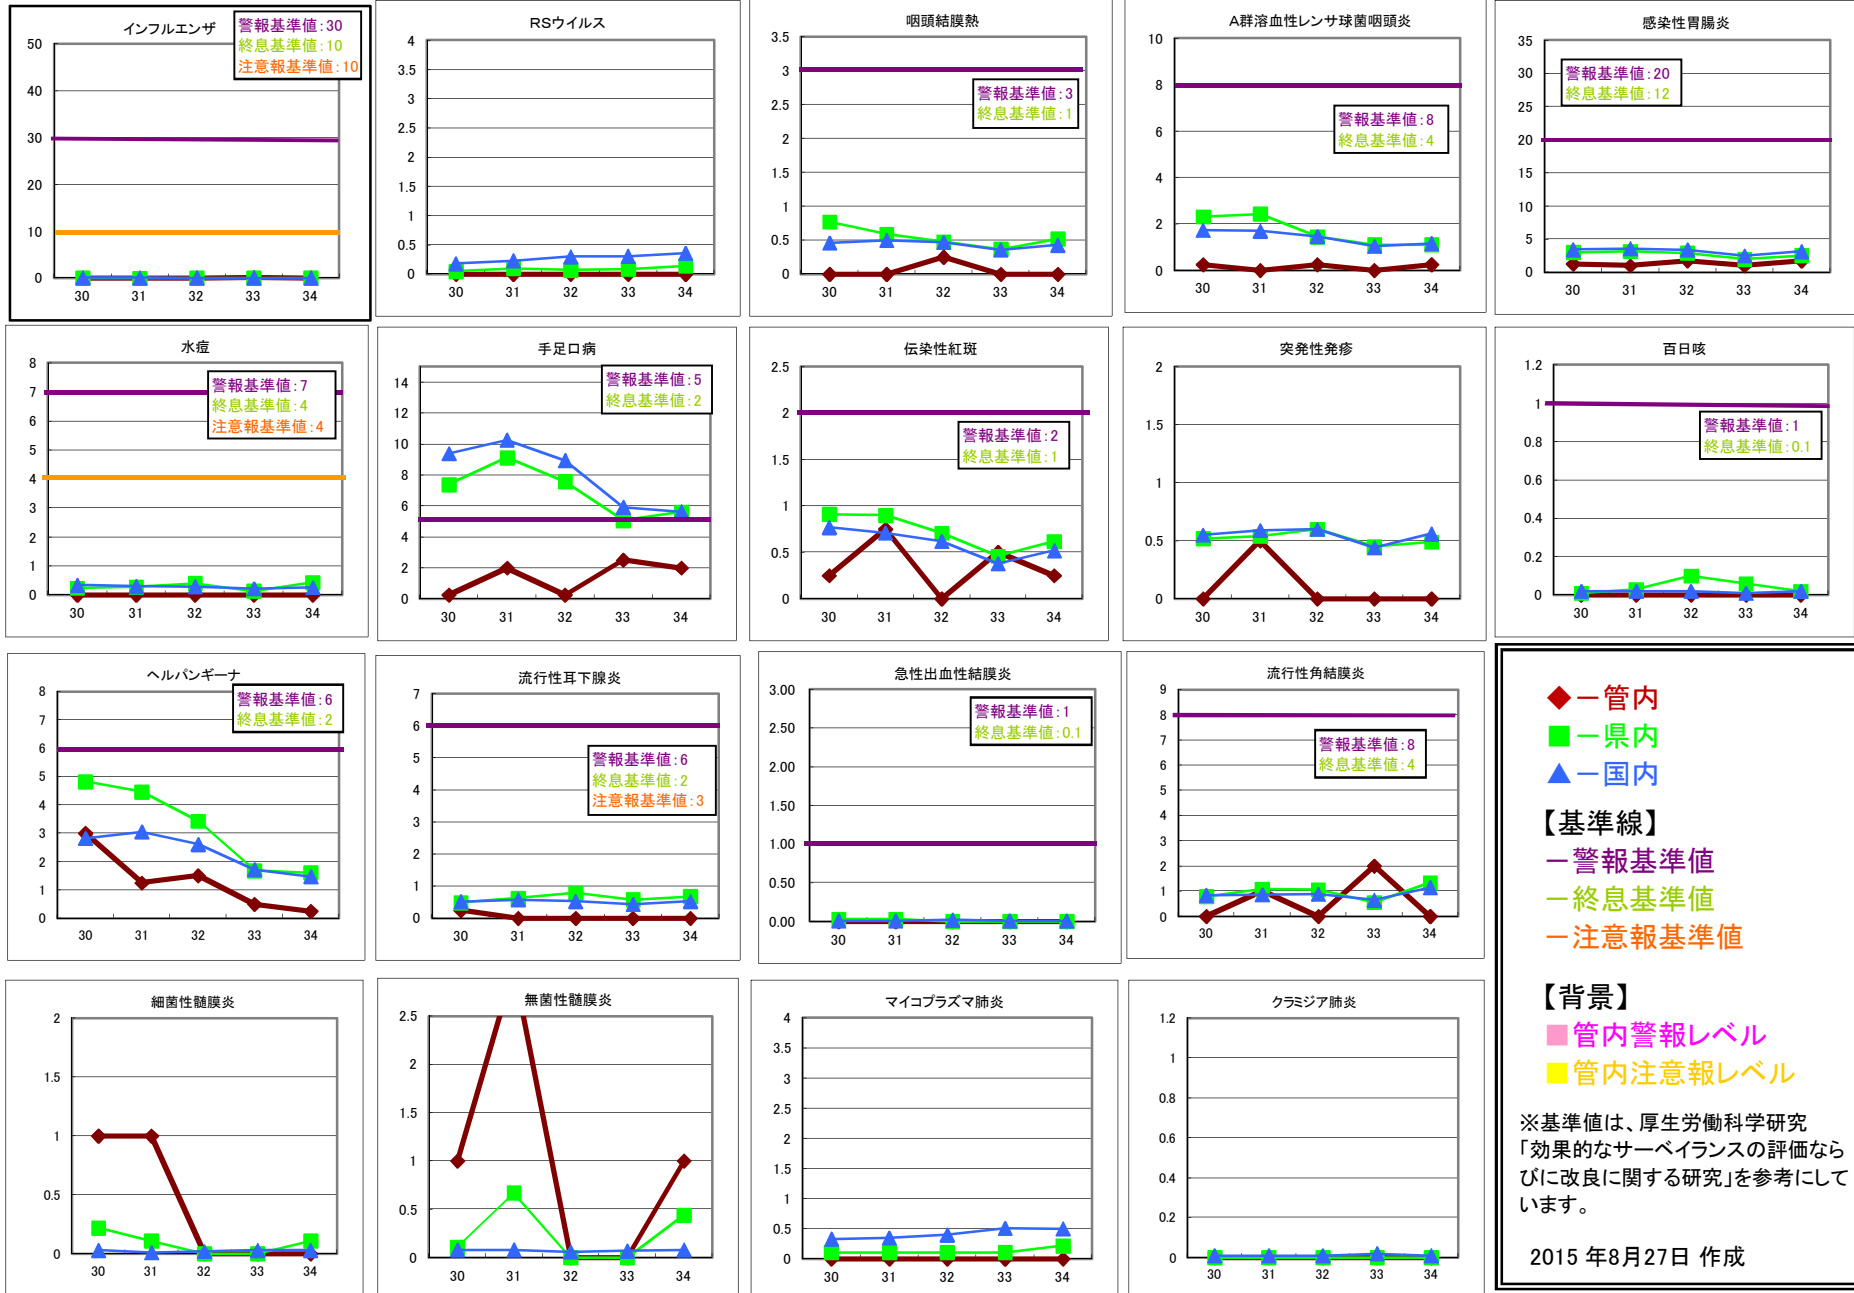 インフルエンザ
警報基準値:30
終息基準値:10
注意報基準値:10
50
40
30
20
10
0
30 31 32 33 34
RSウイルス
4
3.5
3
2.5
2
1.5
1
0.5
0
30 31 32 33 34
咽頭結膜熱
警報基準値:3
終息基準値:1
3.5
3
2.5
2
1.5
1
0.5
0
30 31 32 33 34
A群溶血性レンサ球菌咽頭炎
警報基準値:8
終息基準値:4
10
8
6
4
2
0
30 31 32 33 34
感染性胃腸炎
警報基準値:20
終息基準値:12
35
30
25
20
15
10
5
0
30 31 32 33 34
水痘
警報基準値:7
終息基準値:4
注意報基準値:4
8
7
6
5
4
3
2
1
0
30 31 32 33 34
手足口病
警報基準値:5
終息基準値:2
14
12
10
8
6
4
2
0
30 31 32 33 34
伝染性紅斑
警報基準値:2
終息基準値:1
2.5
2
1.5
1
0.5
0
30 31 32 33 34
突発性発疹
2
1.5
1
0.5
0
30 31 32 33 34
百日咳
警報基準値:1
終息基準値:0.1
1.2
1
0.8
0.6
0.4
0.2
0
30 31 32 33 34
ヘルパンギーナ
警報基準値:6
終息基準値:2
8
7
6
5
4
3
2
1
0
30 31 32 33 34
流行性耳下腺炎
警報基準値:6
終息基準値:2
注意報基準値:3
7
6
5
4
3
2
1
0
30 31 32 33 34
急性出血性結膜炎
警報基準値:1
終息基準値:0.1
3.00
2.50
2.00
1.50
1.00
0.50
0.00
30 31 32 33 34
流行性角結膜炎
警報基準値:8
終息基準値:4
9
8
7
6
5
4
3
2
1
0
30 31 32 33 34
細菌性髄膜炎
2
1.5
1
0.5
0
30 31 32 33 34
無菌性髄膜炎
2.5
2
1.5
1
0.5
0
30 31 32 33 34
マイコプラズマ肺炎
4
3.5
3
2.5
2
1.5
1
0.5
0
30 31 32 33 34
クラミジア肺炎
1.2
1
0.8
0.6
0.4
0.2
0
30 31 32 33 34
◆ー管内
■ー県内
▲ー国内
【基準線】
ー警報基準値
ー終息基準値
ー注意報基準値
【背景】
■管内警報レベル
■管内注意報レベル
※基準値は、厚生労働科学研究
「効果的なサーベイランスの評価なら
びに改良に関する研究」を参考にして
います。
2015 年8月27日 作成